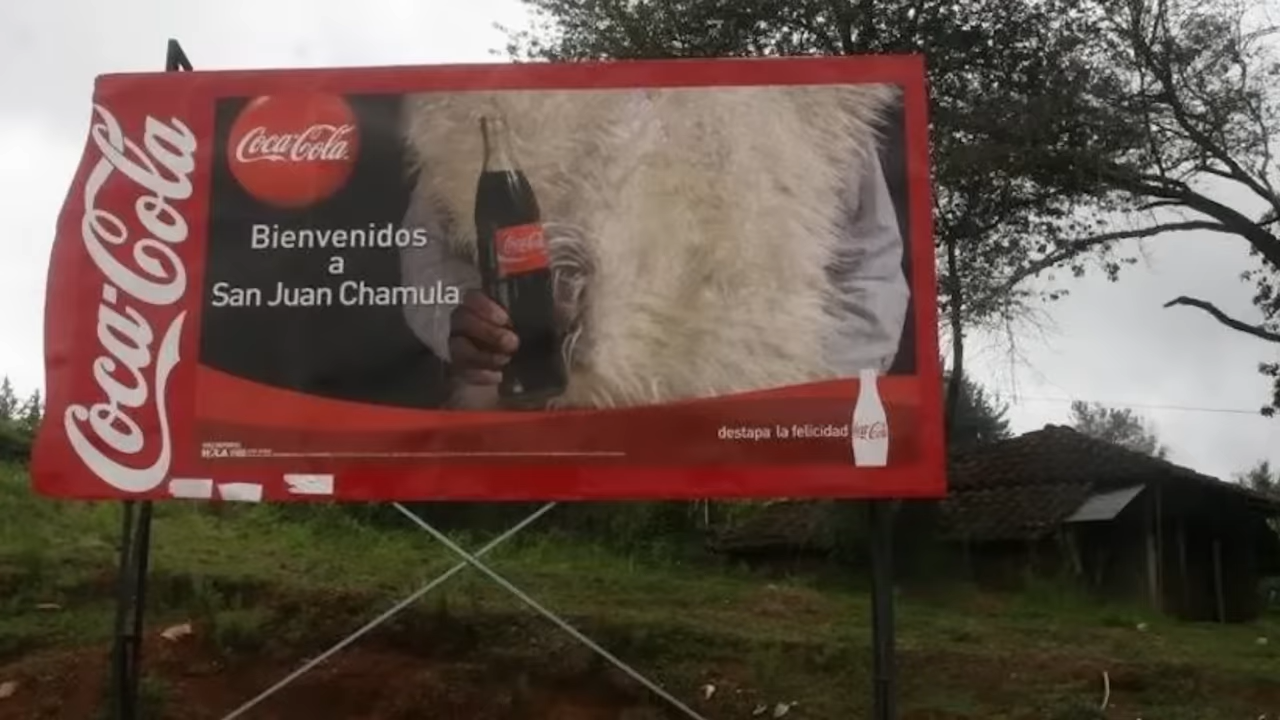 Coca-Cola
Coca-Cola
Bienvenidos
a
San Juan Chamula
Coca-Cola
destapa la felicidad
Coca-Cola